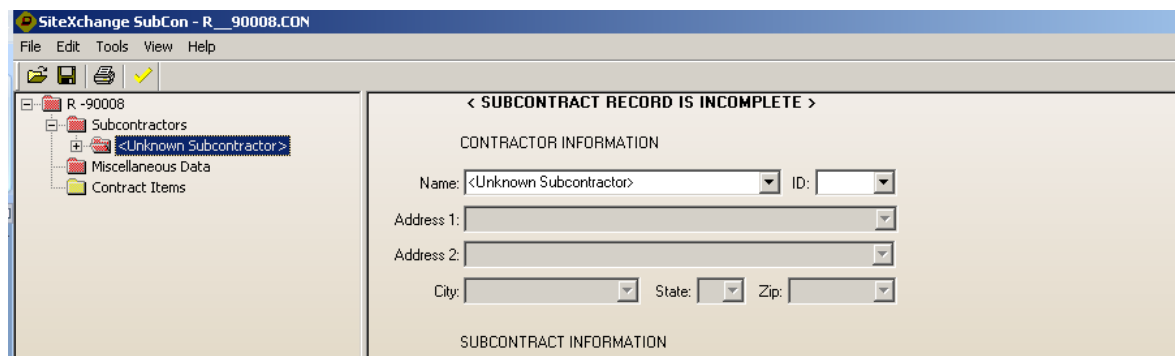 SiteXchange SubCon - R__90008.CON
File Edit Tools View Help
R -90008
Subcontractors
<Unknown Subcontractor>
Miscellaneous Data
Contract Items
< SUBCONTRACT RECORD IS INCOMPLETE >
CONTRACTOR INFORMATION
Name: <Unknown Subcontractor> ID:
Address 1:
Address 2:
City: State: Zip:
SUBCONTRACT INFORMATION